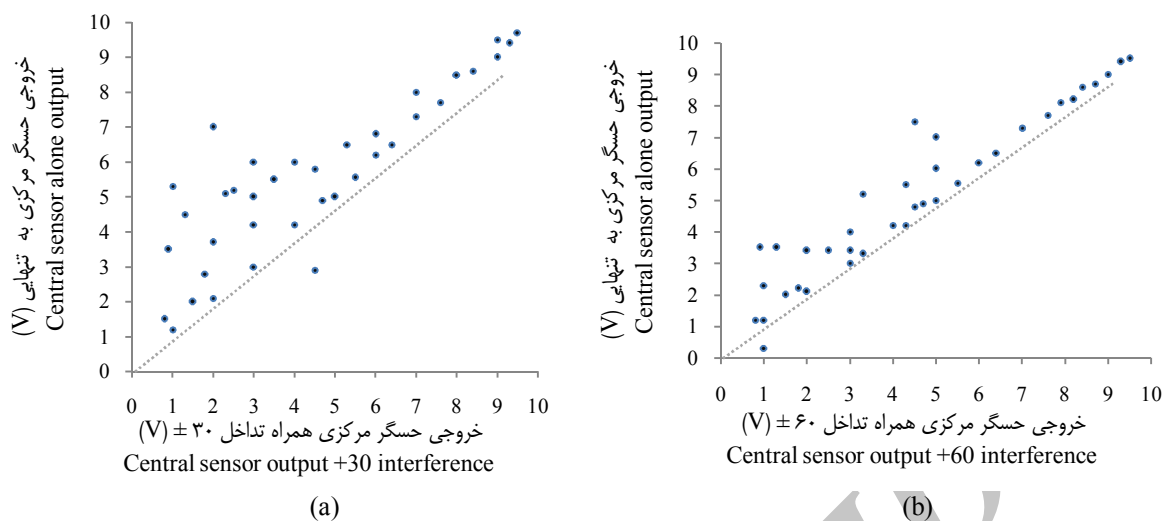 خروجی حسگر مرکزی به تنهایی (V)
Central sensor alone output
10
9
8
7
6
5
4
3
2
1
0
0 1 2 3 4 5 6 7 8 9 10
خروجی حسگر مرکزی همراه تداخل ۳۰ ± (V)
Central sensor output +30 interference
(a)
خروجی حسگر مرکزی به تنهایی (V)
Central sensor alone output
10
9
8
7
6
5
4
3
2
1
0
0 1 2 3 4 5 6 7 8 9 10
خروجی حسگر مرکزی همراه تداخل ۶۰ ± (V)
Central sensor output +60 interference
(b)